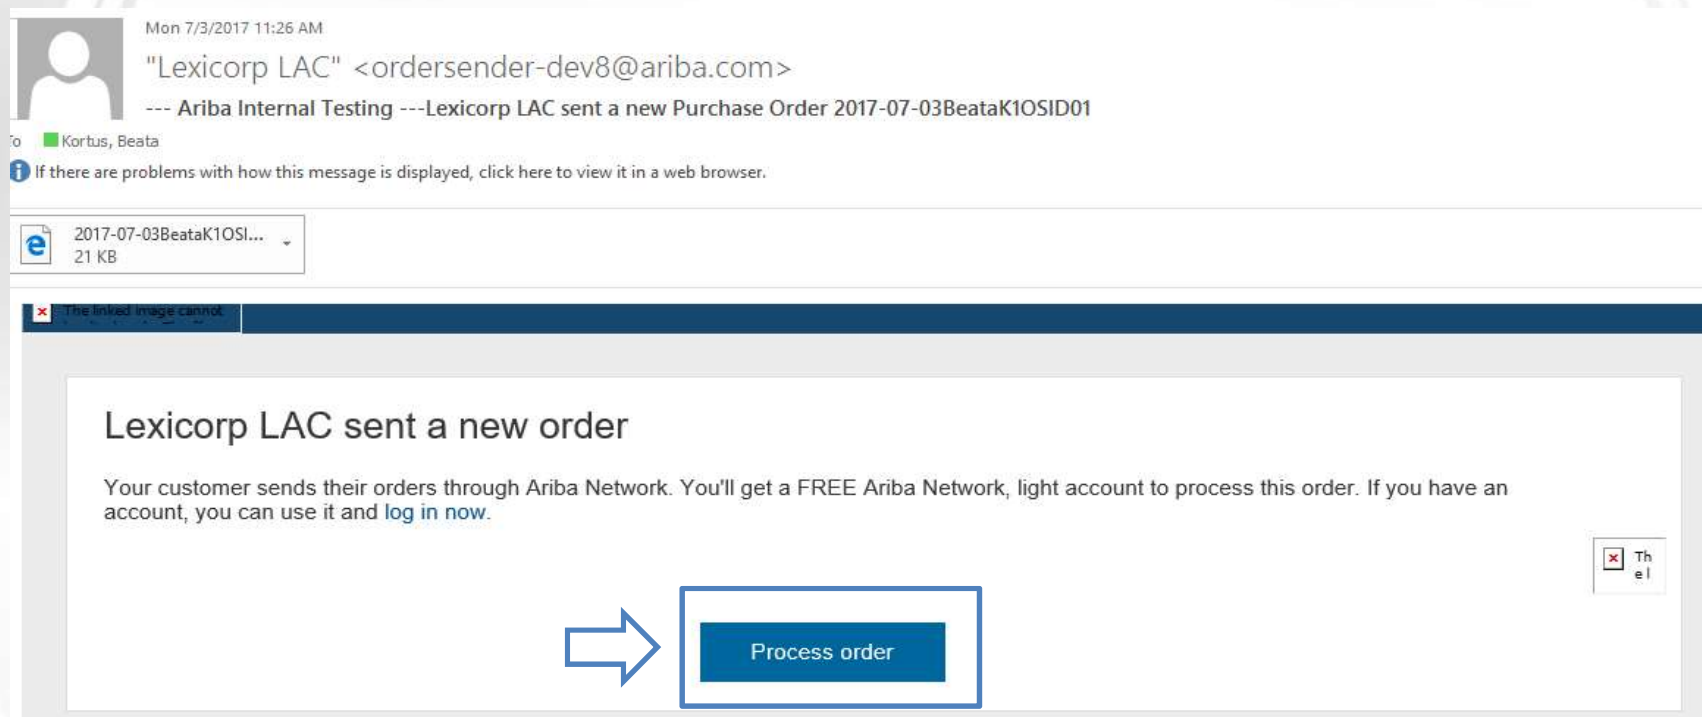 Mon 7/3/2017 11:26 AM
"Lexicorp LAC" <ordersender-dev8@ariba.com>
--- Ariba Internal Testing ---Lexicorp LAC sent a new Purchase Order 2017-07-03BeataK1OSID01
To Kortus, Beata
If there are problems with how this message is displayed, click here to view it in a web browser.
2017-07-03BeataK1OSI...
21 KB
The linked image cannot
Lexicorp LAC sent a new order
Your customer sends their orders through Ariba Network. You'll get a FREE Ariba Network, light account to process this order. If you have an
account, you can use it and log in now.
Th
e l
Process order